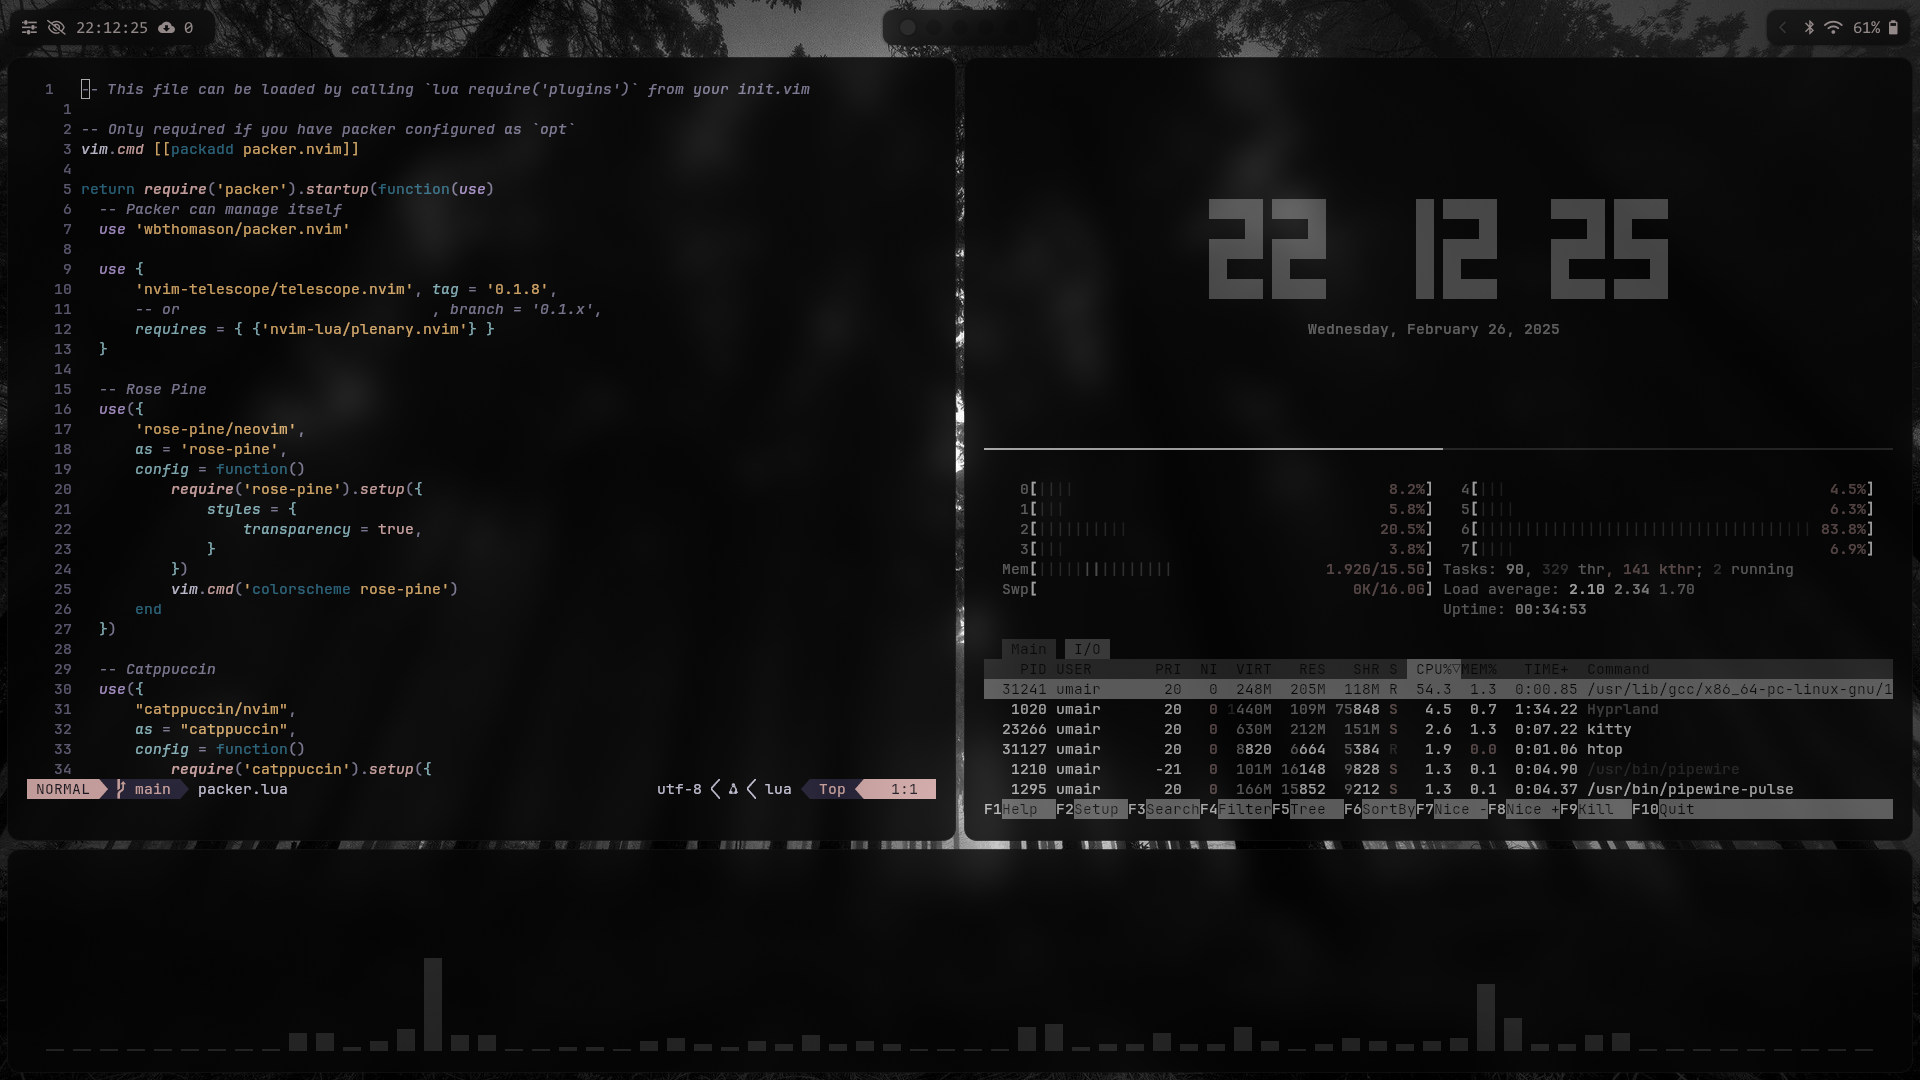 22:12:25 0
61%
1 -- This file can be loaded by calling `lua require('plugins')` from your init.vim
1
2 -- Only required if you have packer configured as `opt`
3 vim.cmd [[packadd packer.nvim]]
4
5 return require('packer').startup(function(use)
6 -- Packer can manage itself
7 use 'wbthomason/packer.nvim'
8
9 use {
10 'nvim-telescope/telescope.nvim', tag = '0.1.8',
11 -- or , branch = '0.1.x',
12 requires = { {'nvim-lua/plenary.nvim'} }
13 }
14
15 -- Rose Pine
16 use({
17 'rose-pine/neovim',
18 as = 'rose-pine',
19 config = function()
20 require('rose-pine').setup({
21 styles = {
22 transparency = true,
23 }
24 })
25 vim.cmd('colorscheme rose-pine')
26 end
27 })
28
29 -- Catppuccin
30 use({
31 "catppuccin/nvim",
32 as = "catppuccin",
33 config = function()
34 require('catppuccin').setup({
NORMAL main packer.lua utf-8 lua Top 1:1
22 12 25
Wednesday, February 26, 2025
0[|||| 8.2%] 4[||| 4.5%]
1[||| 5.8%] 5[|||| 6.3%]
2[|||||||||| 20.5%] 6[||||||||||||||||||||||||||||||||||||| 83.8%]
3[||| 3.8%] 7[|||| 6.9%]
Mem[||||||||||||||| 1.92G/15.5G] Tasks: 90, 329 thr, 141 kthr; 2 running
Swp[ 0K/16.0G] Load average: 2.10 2.34 1.70
Uptime: 00:34:53
Main I/O
PID USER PRI NI VIRT RES SHR S CPU%▽MEM% TIME+ Command
31241 umair 20 0 248M 205M 118M R 54.3 1.3 0:00.85 /usr/lib/gcc/x86_64-pc-linux-gnu/1
1020 umair 20 0 1440M 109M 75848 S 4.5 0.7 1:34.22 Hyprland
23266 umair 20 0 630M 212M 151M S 2.6 1.3 0:07.22 kitty
31127 umair 20 0 8820 6664 5384 R 1.9 0.0 0:01.06 htop
1210 umair -21 0 101M 16148 9828 S 1.3 0.1 0:04.90 /usr/bin/pipewire
1295 umair 20 0 166M 15852 9212 S 1.3 0.1 0:04.37 /usr/bin/pipewire-pulse
F1Help F2Setup F3SearchF4FilterF5Tree F6SortByF7Nice -F8Nice +F9Kill F10Quit